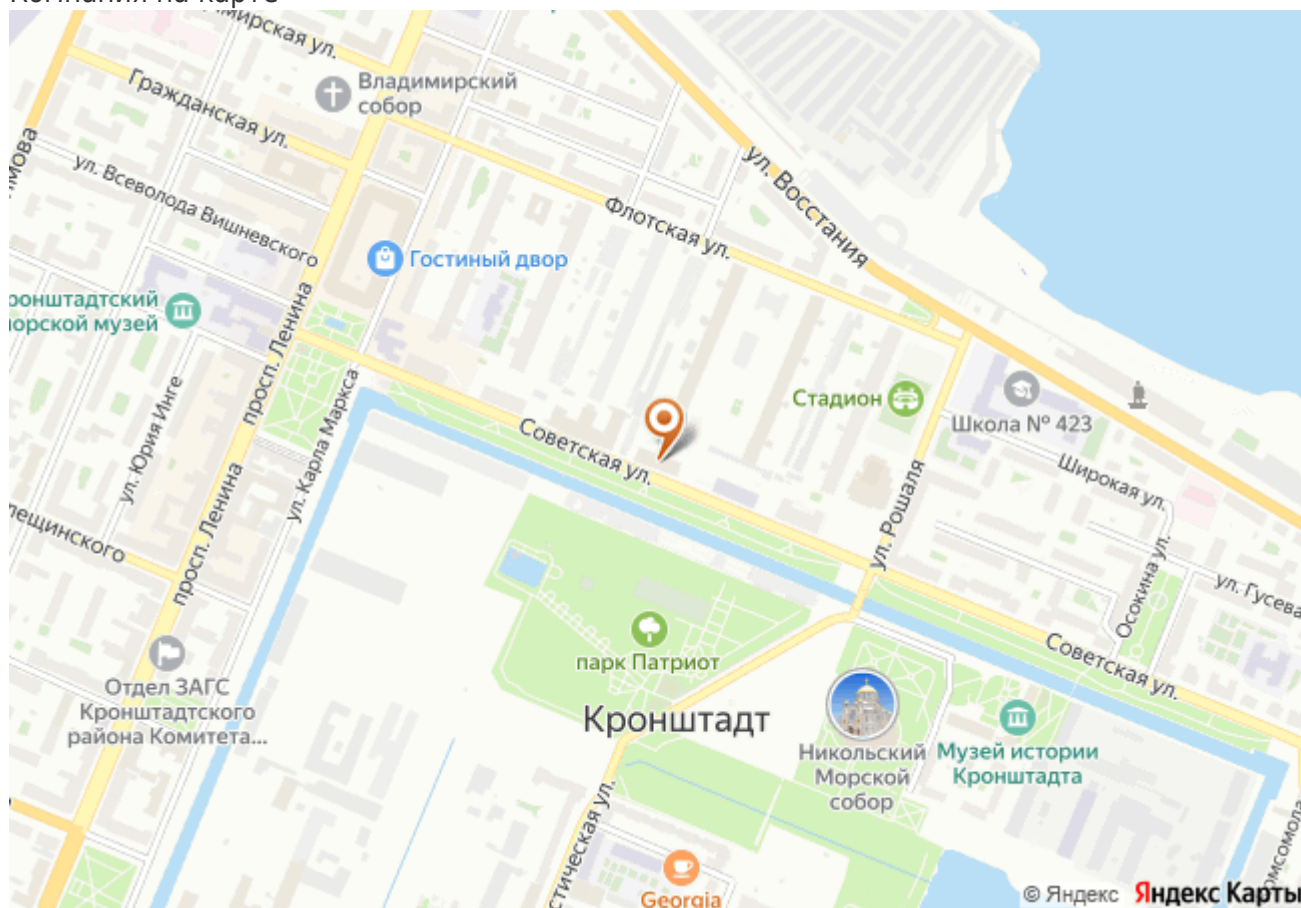 Компания на карте
Владимирский
собор
Гражданская ул.
ул. Всеволода Вишневского
ул. Восстания
Флотская ул.
Гостиный двор
морской музей
просп. Ленина
ул. Юрия Инге
ул. Карла Маркса
Советская ул.
Стадион
Школа № 423
Широкая ул.
ул. Рошаля
Осокина ул.
ул. Гусева
просп. Ленина
парк Патриот
Советская ул.
Отдел ЗАГС
Кронштадтского
района Комитета...
Кронштадт
Никольский
Морской
собор
Музей истории
Кронштадта
Georgia
© Яндекс Яндекс Карты